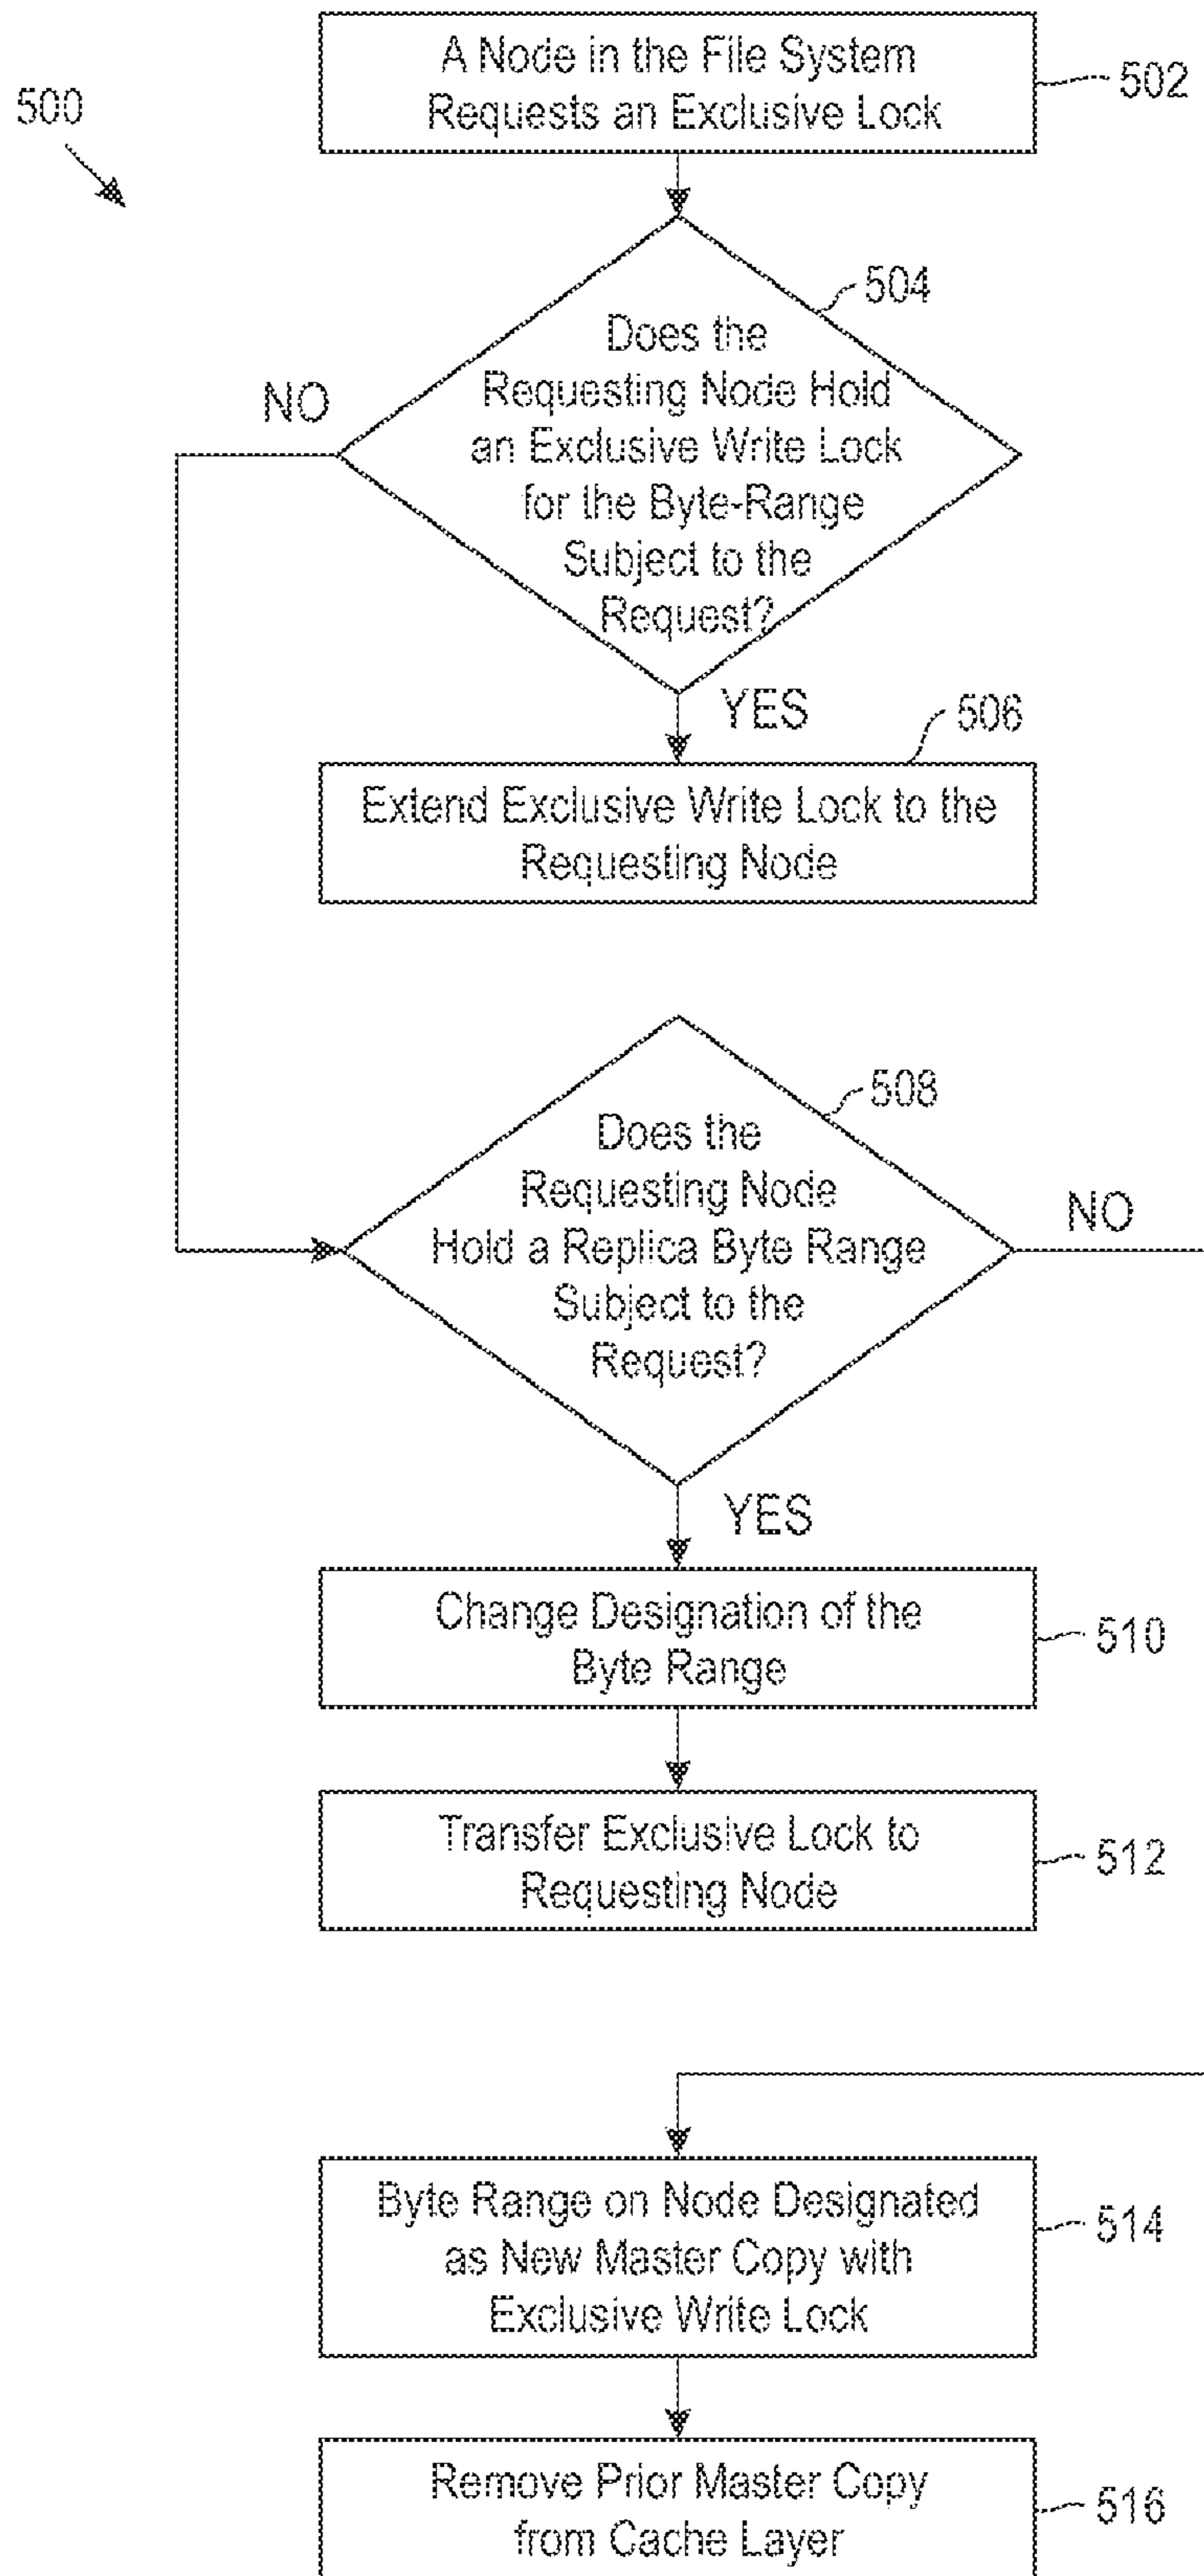 500
A Node in the File System
Requests an Exclusive Lock
502
504
Does the
Requesting Node Hold
an Exclusive Write Lock
for the Byte-Range
Subject to the
Request?
NO
YES
506
Extend Exclusive Write Lock to the
Requesting Node
508
Does the
Requesting Node
Hold a Replica Byte Range
Subject to the
Request?
NO
YES
Change Designation of the
Byte Range
510
Transfer Exclusive Lock to
Requesting Node
512
Byte Range on Node Designated
as New Master Copy with
Exclusive Write Lock
514
Remove Prior Master Copy
from Cache Layer
516